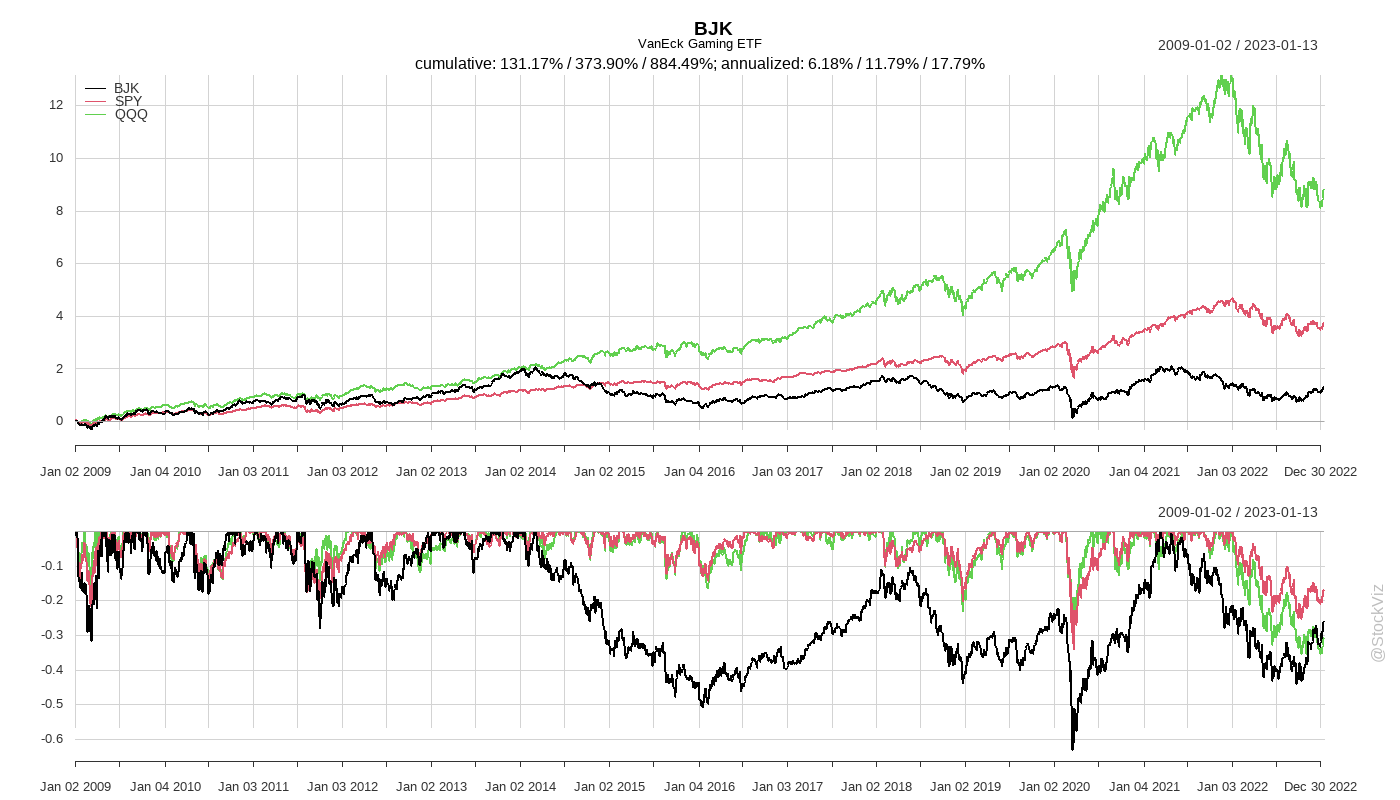 BJK
VanEck Gaming ETF
2009-01-02 / 2023-01-13
cumulative: 131.17% / 373.90% / 884.49%; annualized: 6.18% / 11.79% / 17.79%
BJK
SPY
QQQ
12
10
8
6
4
2
0
Jan 02 2009 Jan 04 2010 Jan 03 2011 Jan 03 2012 Jan 02 2013 Jan 02 2014 Jan 02 2015 Jan 04 2016 Jan 03 2017 Jan 02 2018 Jan 02 2019 Jan 02 2020 Jan 04 2021 Jan 03 2022 Dec 30 2022
2009-01-02 / 2023-01-13
-0.1
-0.2
-0.3
-0.4
-0.5
-0.6
Jan 02 2009 Jan 04 2010 Jan 03 2011 Jan 03 2012 Jan 02 2013 Jan 02 2014 Jan 02 2015 Jan 04 2016 Jan 03 2017 Jan 02 2018 Jan 02 2019 Jan 02 2020 Jan 04 2021 Jan 03 2022 Dec 30 2022
@StockViz